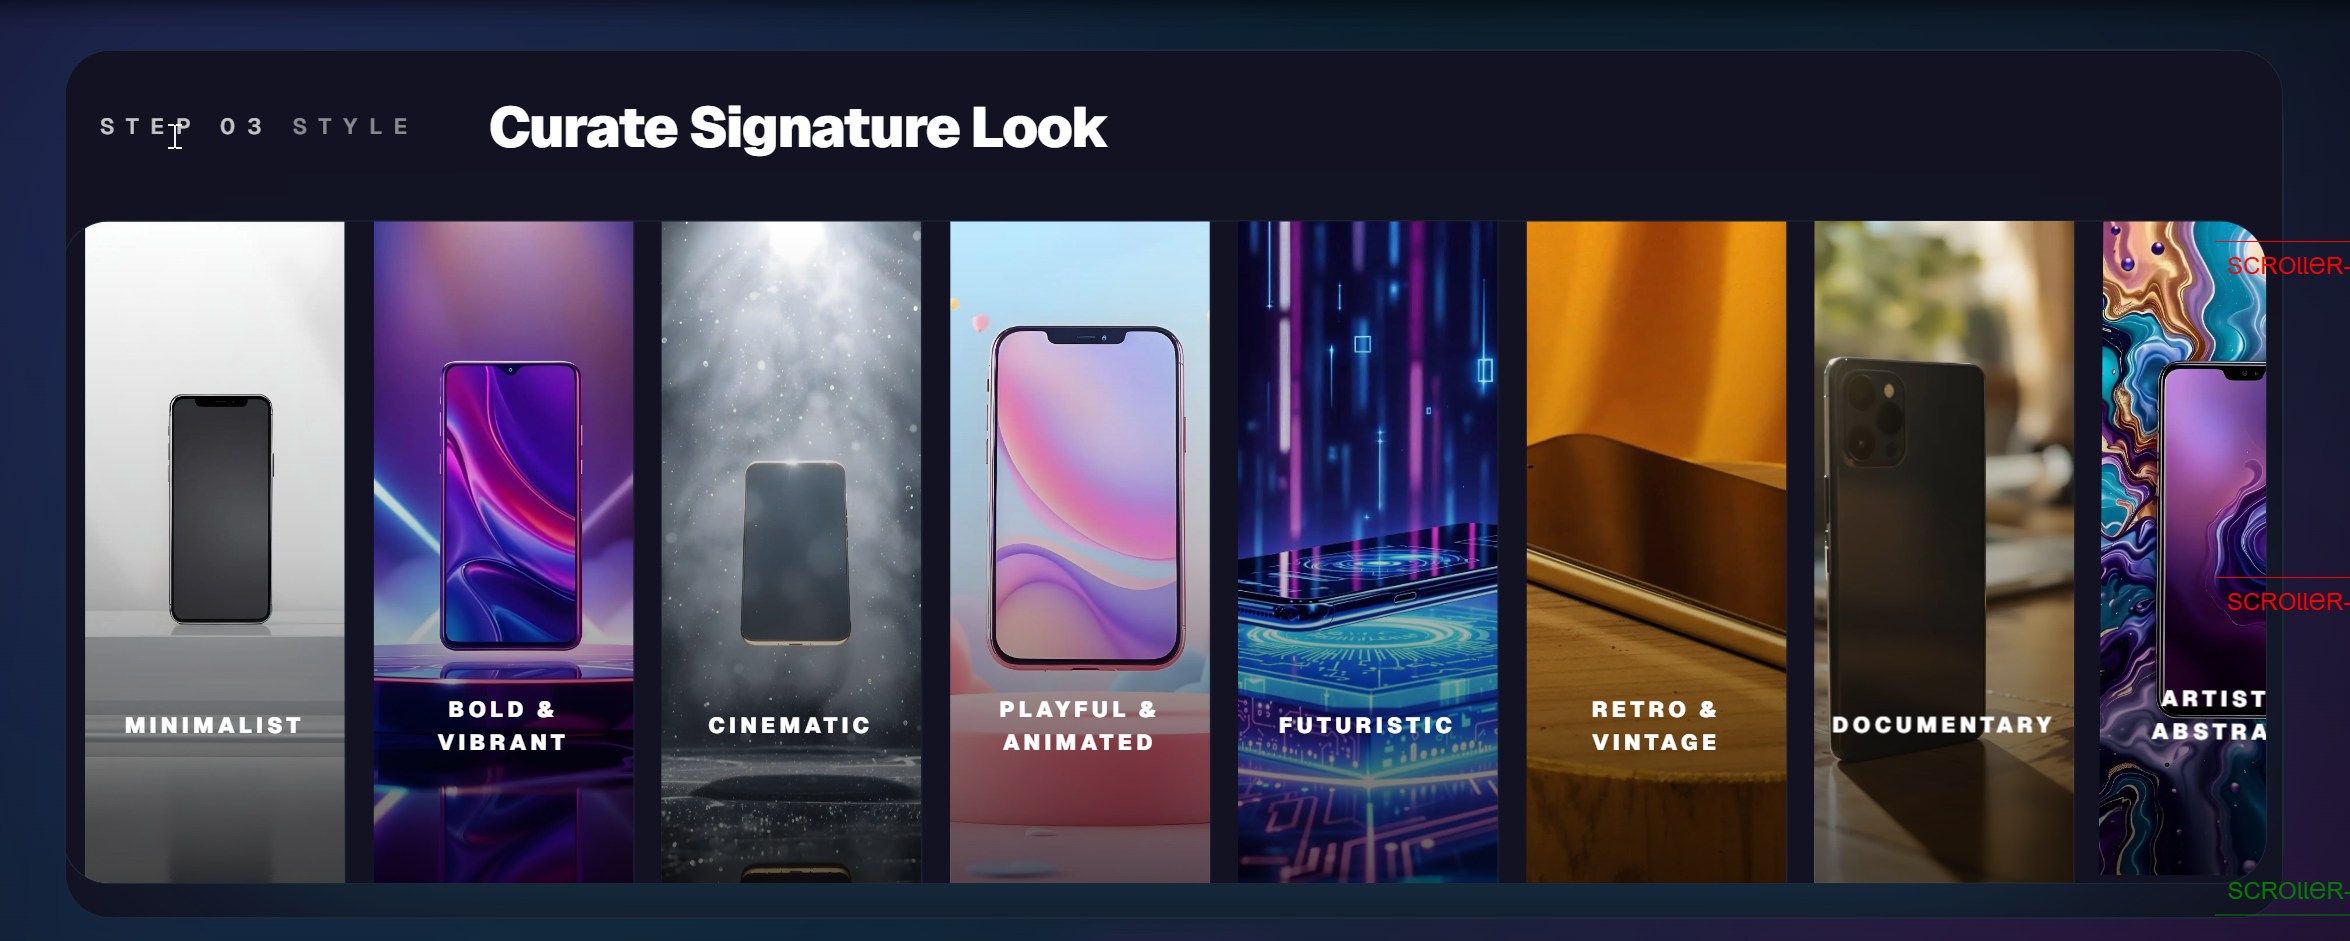 STEP 03 STYLE
Curate Signature Look
MINIMALIST
BOLD &
VIBRANT
CINEMATIC
PLAYFUL &
ANIMATED
FUTURISTIC
RETRO &
VINTAGE
DOCUMENTARY
ARTIST
ABSTRA
scroller-
scroller-
scroller-